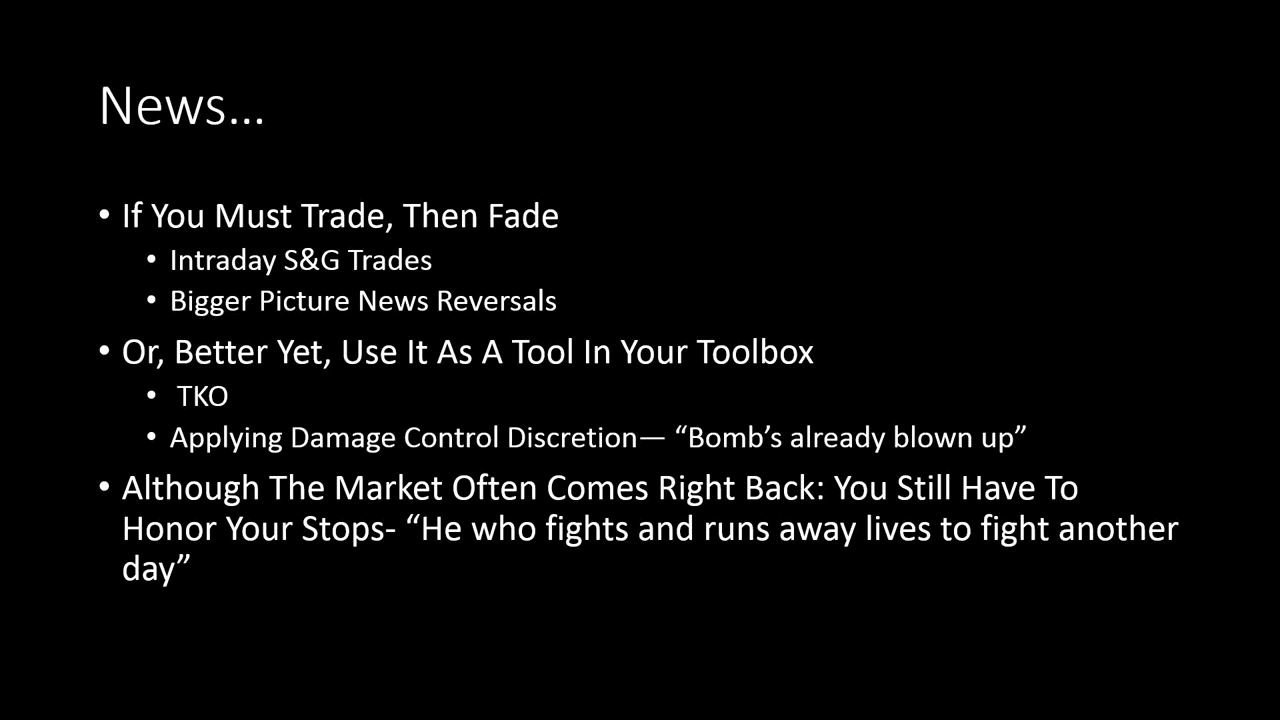 News…
• If You Must Trade, Then Fade
• Intraday S&G Trades
• Bigger Picture News Reversals
• Or, Better Yet, Use It As A Tool In Your Toolbox
• TKO
• Applying Damage Control Discretion— “Bomb’s already blown up”
• Although The Market Often Comes Right Back: You Still Have To
Honor Your Stops- “He who fights and runs away lives to fight another
day”